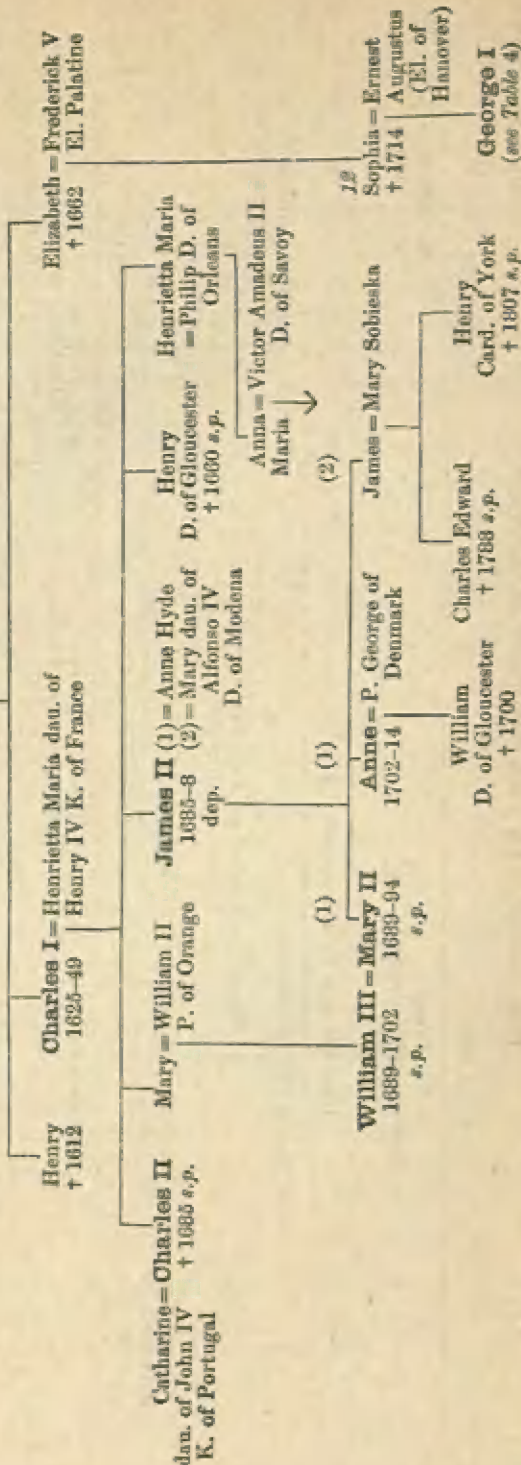 Henry
† 1612
Charles I = Henrietta Maria dau. of
1625–49 Henry IV K. of France
Elizabeth = Frederick V
† 1662 El. Palatine
Catharine = Charles II
dau. of John IV † 1685 s.p.
K. of Portugal
Mary = William II
P. of Orange
James II (1) = Anne Hyde
1685–8 (2) = Mary dau. of
dep. Alfonso IV
D. of Modena
Henry
D. of Gloucester
† 1660 s.p.
Henrietta Maria
= Philip D. of
Orleans
Anna = Victor Amadeus II
Maria D. of Savoy
12
Sophia = Ernest
† 1714 Augustus
(El. of
Hanover)
(1)
(1)
(2)
William III = Mary II
1689–1702 1689–94
s.p. s.p.
Anne = P. George of
1702–14 Denmark
James = Mary Sobieska
George I
(see Table 4)
William
D. of Gloucester
† 1700
Charles Edward
† 1788 s.p.
Henry
Card. of York
† 1807 s.p.